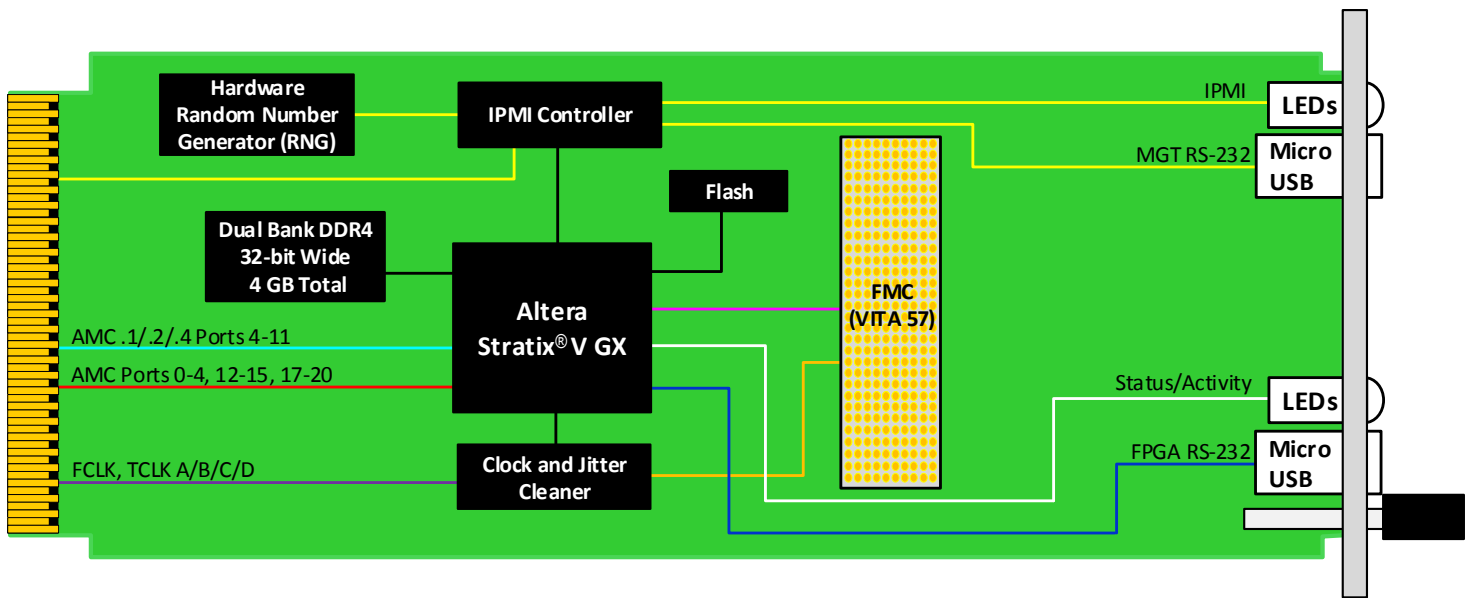 Hardware
Random Number
Generator (RNG)
IPMI Controller
IPMI
LEDs
MGT RS-232
Micro
USB
Flash
Dual Bank DDR4
32-bit Wide
4 GB Total
Altera
Stratix® V GX
FMC
(VITA 57)
AMC .1/.2/.4 Ports 4-11
AMC Ports 0-4, 12-15, 17-20
Status/Activity
LEDs
FCLK, TCLK A/B/C/D
Clock and Jitter
Cleaner
FPGA RS-232
Micro
USB